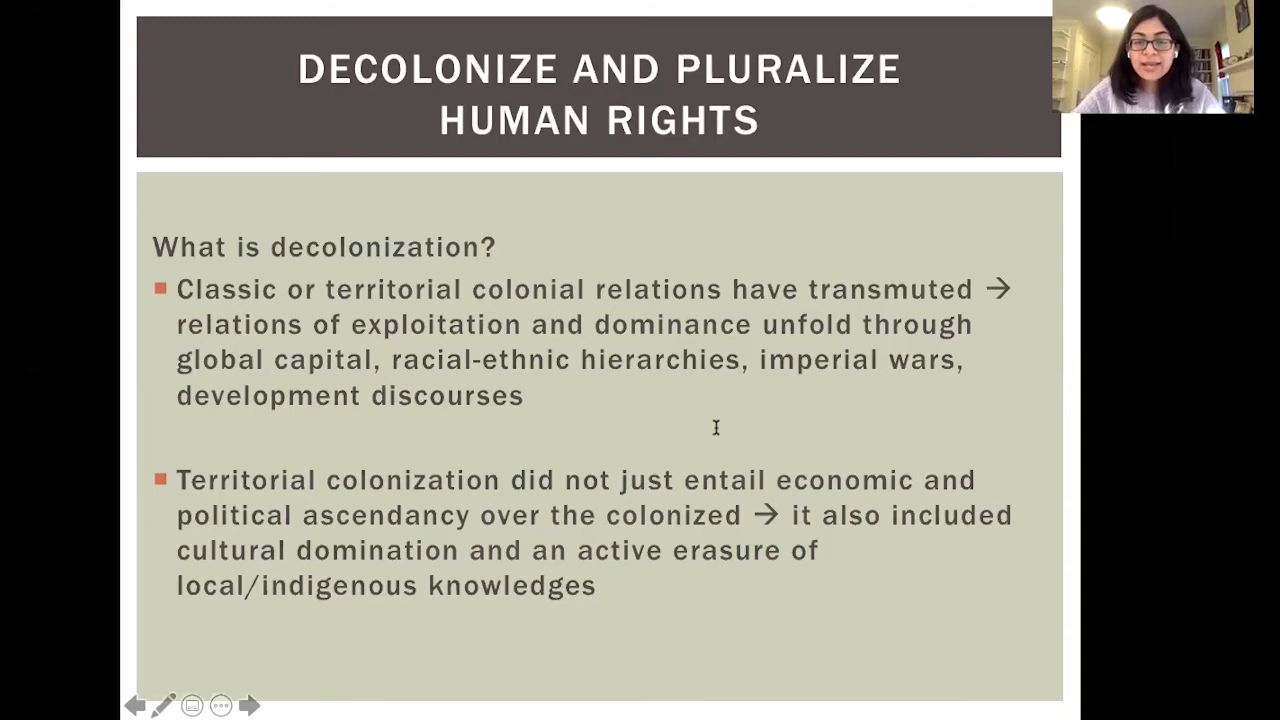 DECOLONIZE AND PLURALIZE
HUMAN RIGHTS
What is decolonization?
Classic or territorial colonial relations have transmuted →
relations of exploitation and dominance unfold through
global capital, racial-ethnic hierarchies, imperial wars,
development discourses
Territorial colonization did not just entail economic and
political ascendancy over the colonized → it also included
cultural domination and an active erasure of
local/indigenous knowledges